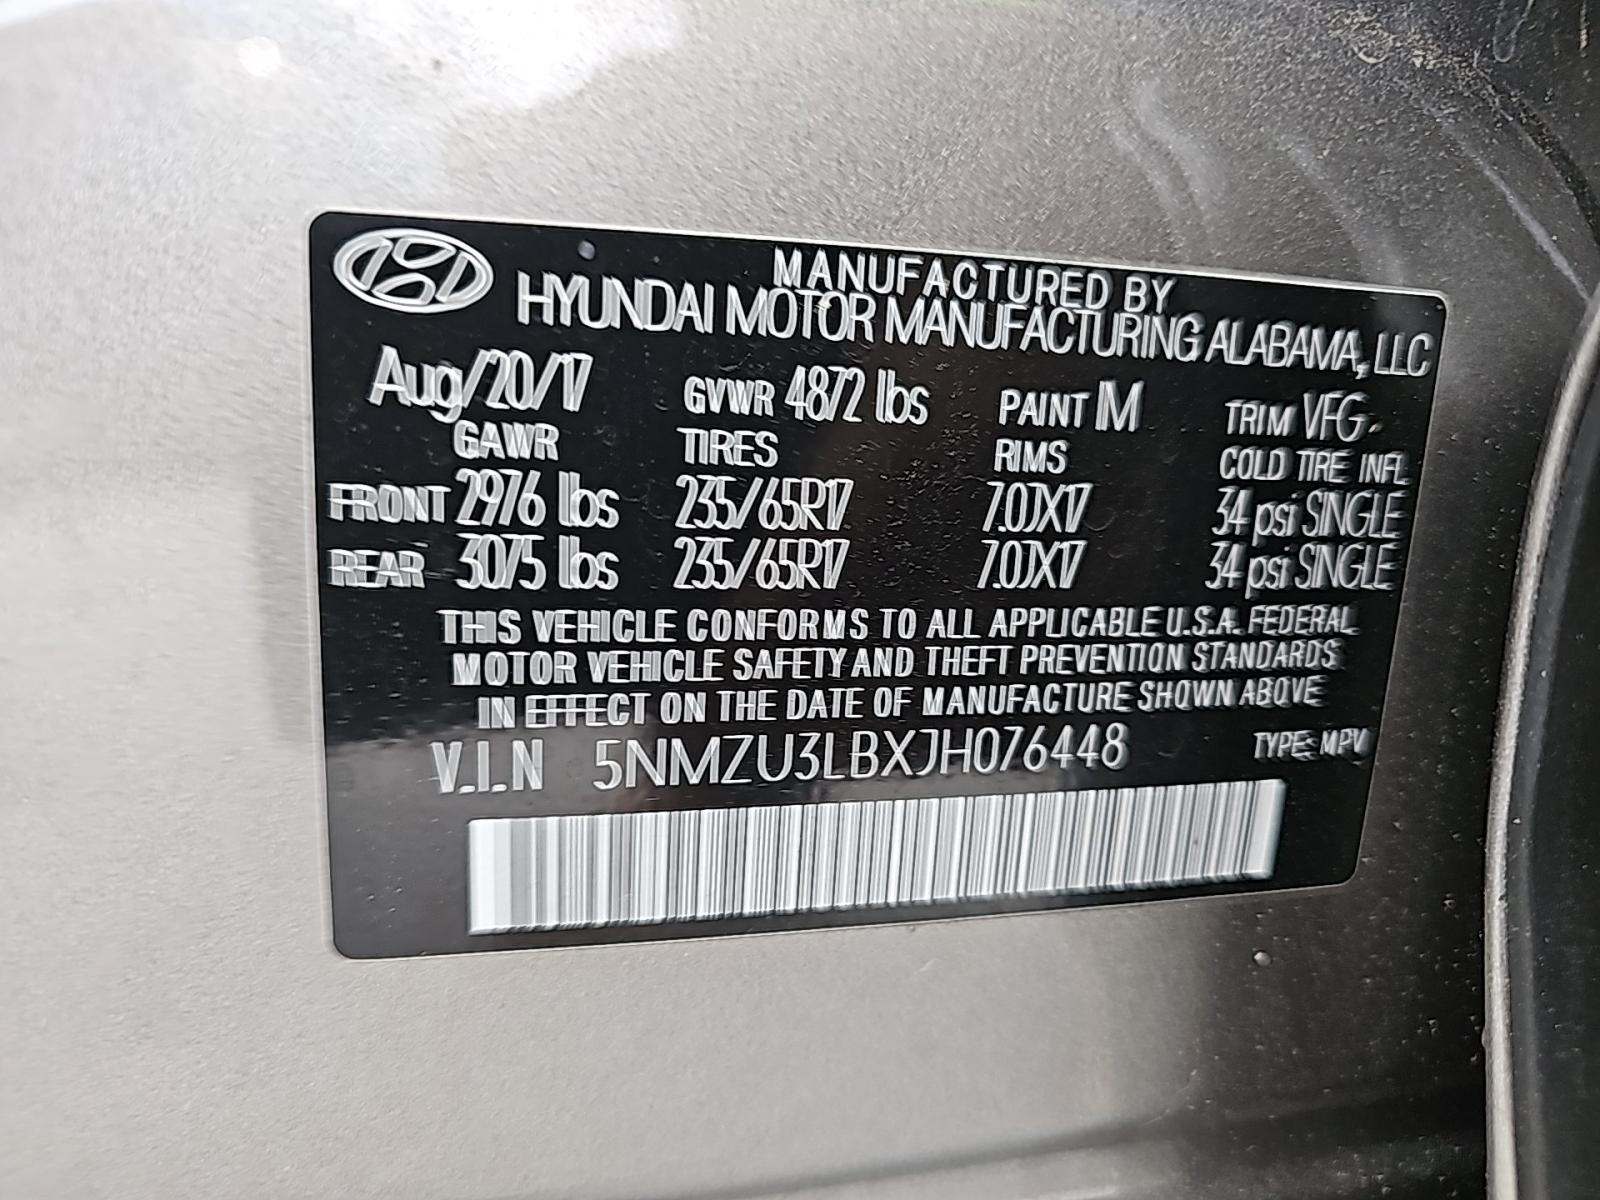 MANUFACTURED BY
HYUNDAI MOTOR MANUFACTURING ALABAMA, LLC
Aug/20/17 GVWR 4872 lbs PAINT IM TRIM VFG
GAWR TIRES RIMS COLD TIRE INFL
FRONT 2976 lbs 235/65R17 7.0JX17 34 psi SINGLE
REAR 3075 lbs 235/65R17 7.0JX17 34 psi SINGLE
THIS VEHICLE CONFORMS TO ALL APPLICABLE U.S.A. FEDERAL
MOTOR VEHICLE SAFETY AND THEFT PREVENTION STANDARDS
IN EFFECT ON THE DATE OF MANUFACTURE SHOWN ABOVE
V.I.N 5NMZU3LBXJH076448 TYPE: MPV